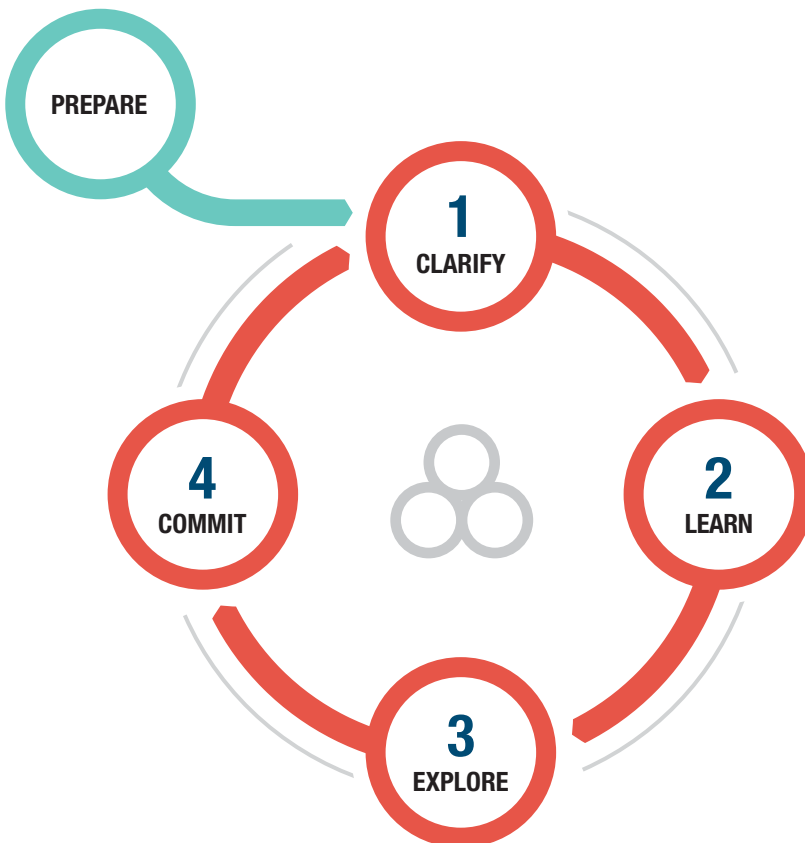 PREPARE
1
CLARIFY
2
LEARN
3
EXPLORE
4
COMMIT